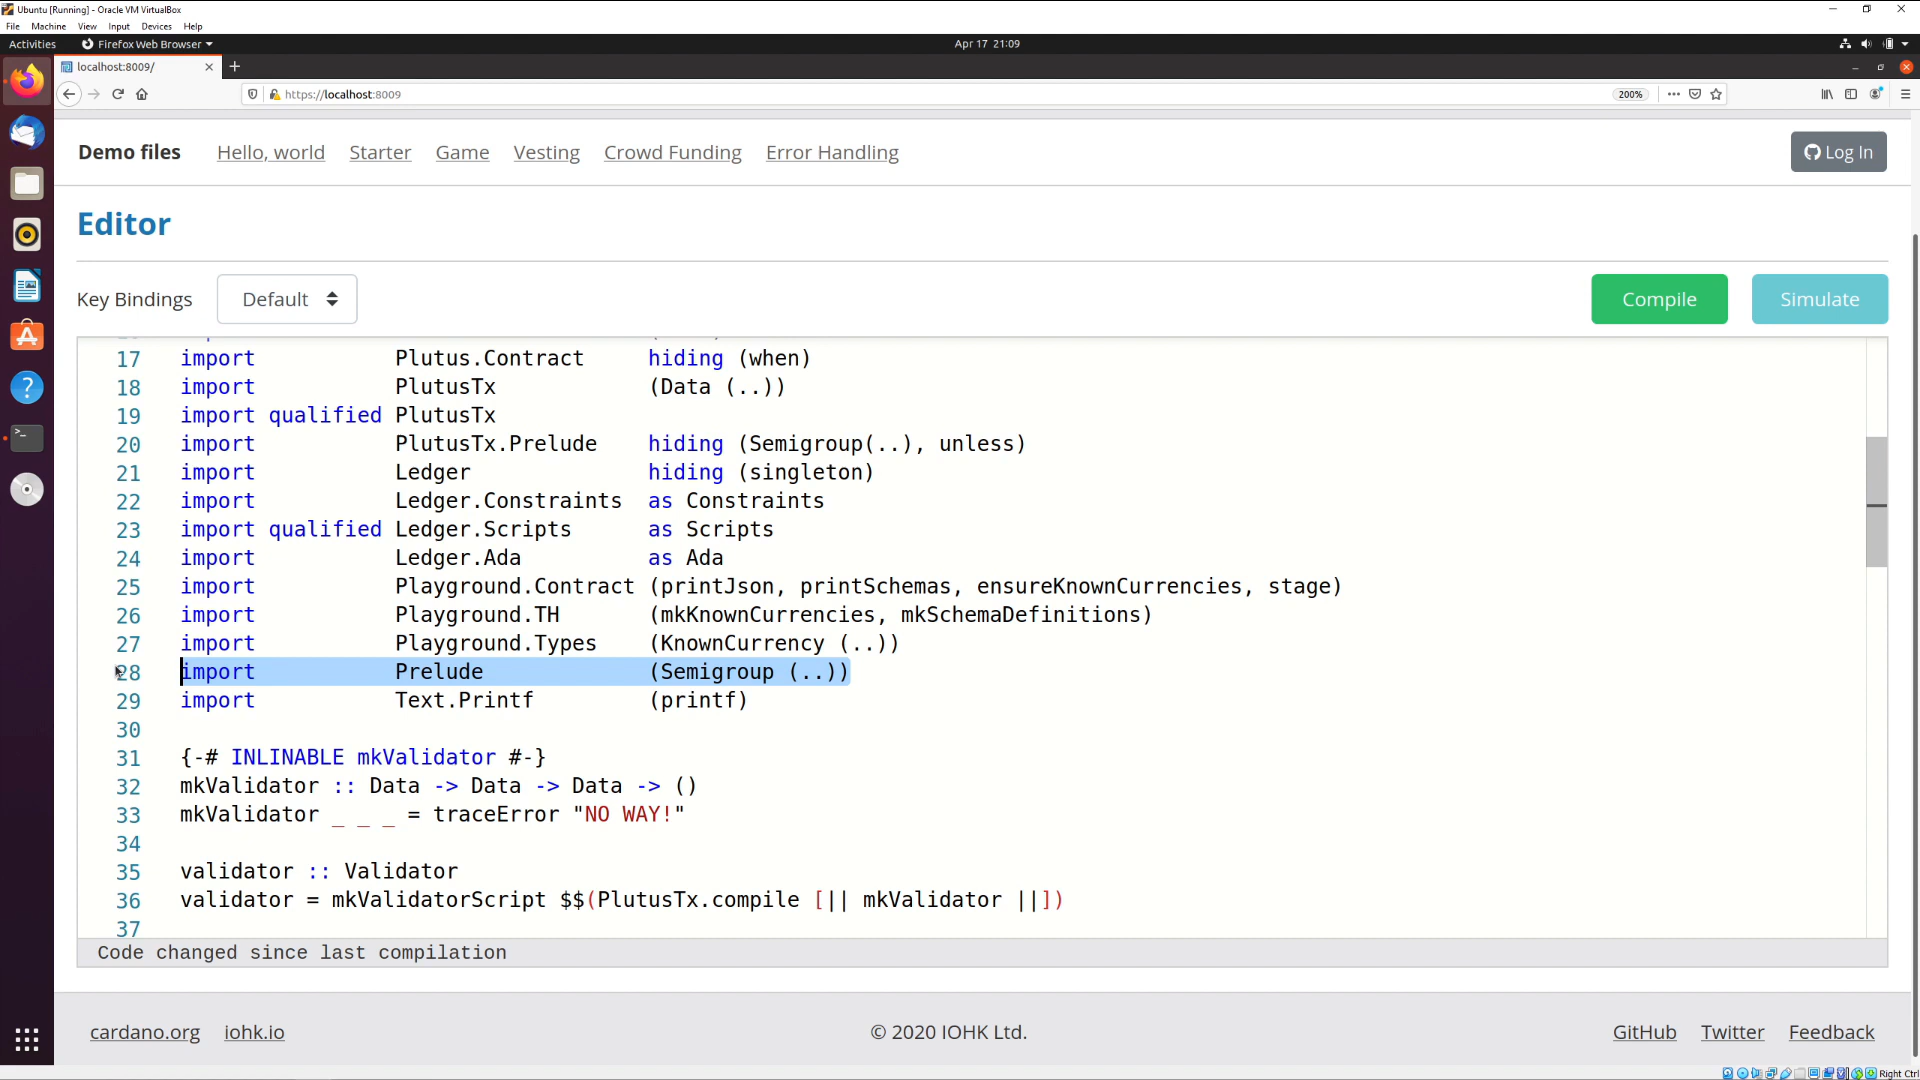 Ubuntu [Running] - Oracle VM VirtualBox
File Machine View Input Devices Help
Activities Firefox Web Browser Apr 17 21:09
localhost:8009/
https://localhost:8009 200%
Demo files Hello, world Starter Game Vesting Crowd Funding Error Handling Log In
Editor
Key Bindings Default Compile Simulate
17 import Plutus.Contract hiding (when)
18 import PlutusTx (Data (..))
19 import qualified PlutusTx
20 import PlutusTx.Prelude hiding (Semigroup(..), unless)
21 import Ledger hiding (singleton)
22 import Ledger.Constraints as Constraints
23 import qualified Ledger.Scripts as Scripts
24 import Ledger.Ada as Ada
25 import Playground.Contract (printJson, printSchemas, ensureKnownCurrencies, stage)
26 import Playground.TH (mkKnownCurrencies, mkSchemaDefinitions)
27 import Playground.Types (KnownCurrency (..))
28 import Prelude (Semigroup (..))
29 import Text.Printf (printf)
30
31 {-# INLINABLE mkValidator #-}
32 mkValidator :: Data -> Data -> Data -> ()
33 mkValidator _ _ _ = traceError "NO WAY!"
34
35 validator :: Validator
36 validator = mkValidatorScript $$(PlutusTx.compile [|| mkValidator ||])
37
Code changed since last compilation
cardano.org iohk.io © 2020 IOHK Ltd. GitHub Twitter Feedback
Right Ctrl